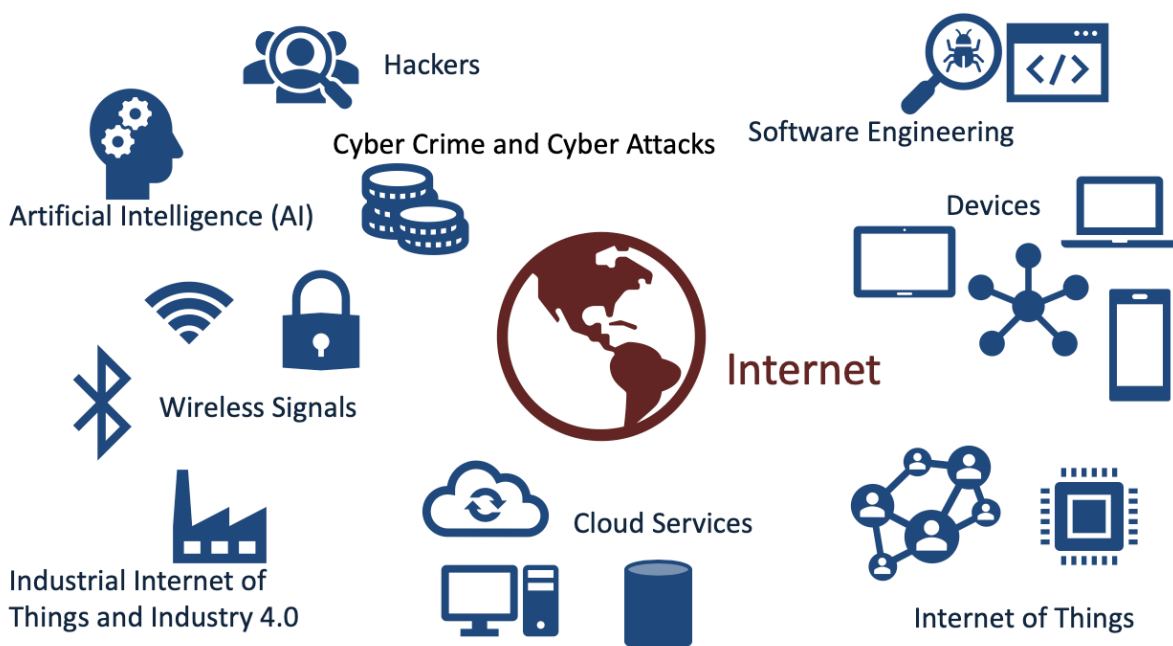 Hackers
Software Engineering
Cyber Crime and Cyber Attacks
Artificial Intelligence (AI)
Devices
Internet
Wireless Signals
Cloud Services
Industrial Internet of
Things and Industry 4.0
Internet of Things